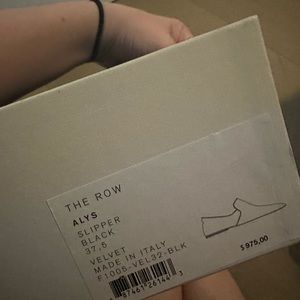 THE ROW
ALYS
SLIPPER
BLACK
37,5
VELVET
MADE IN ITALY
F1005-VEL32-BLK
$ 975,00